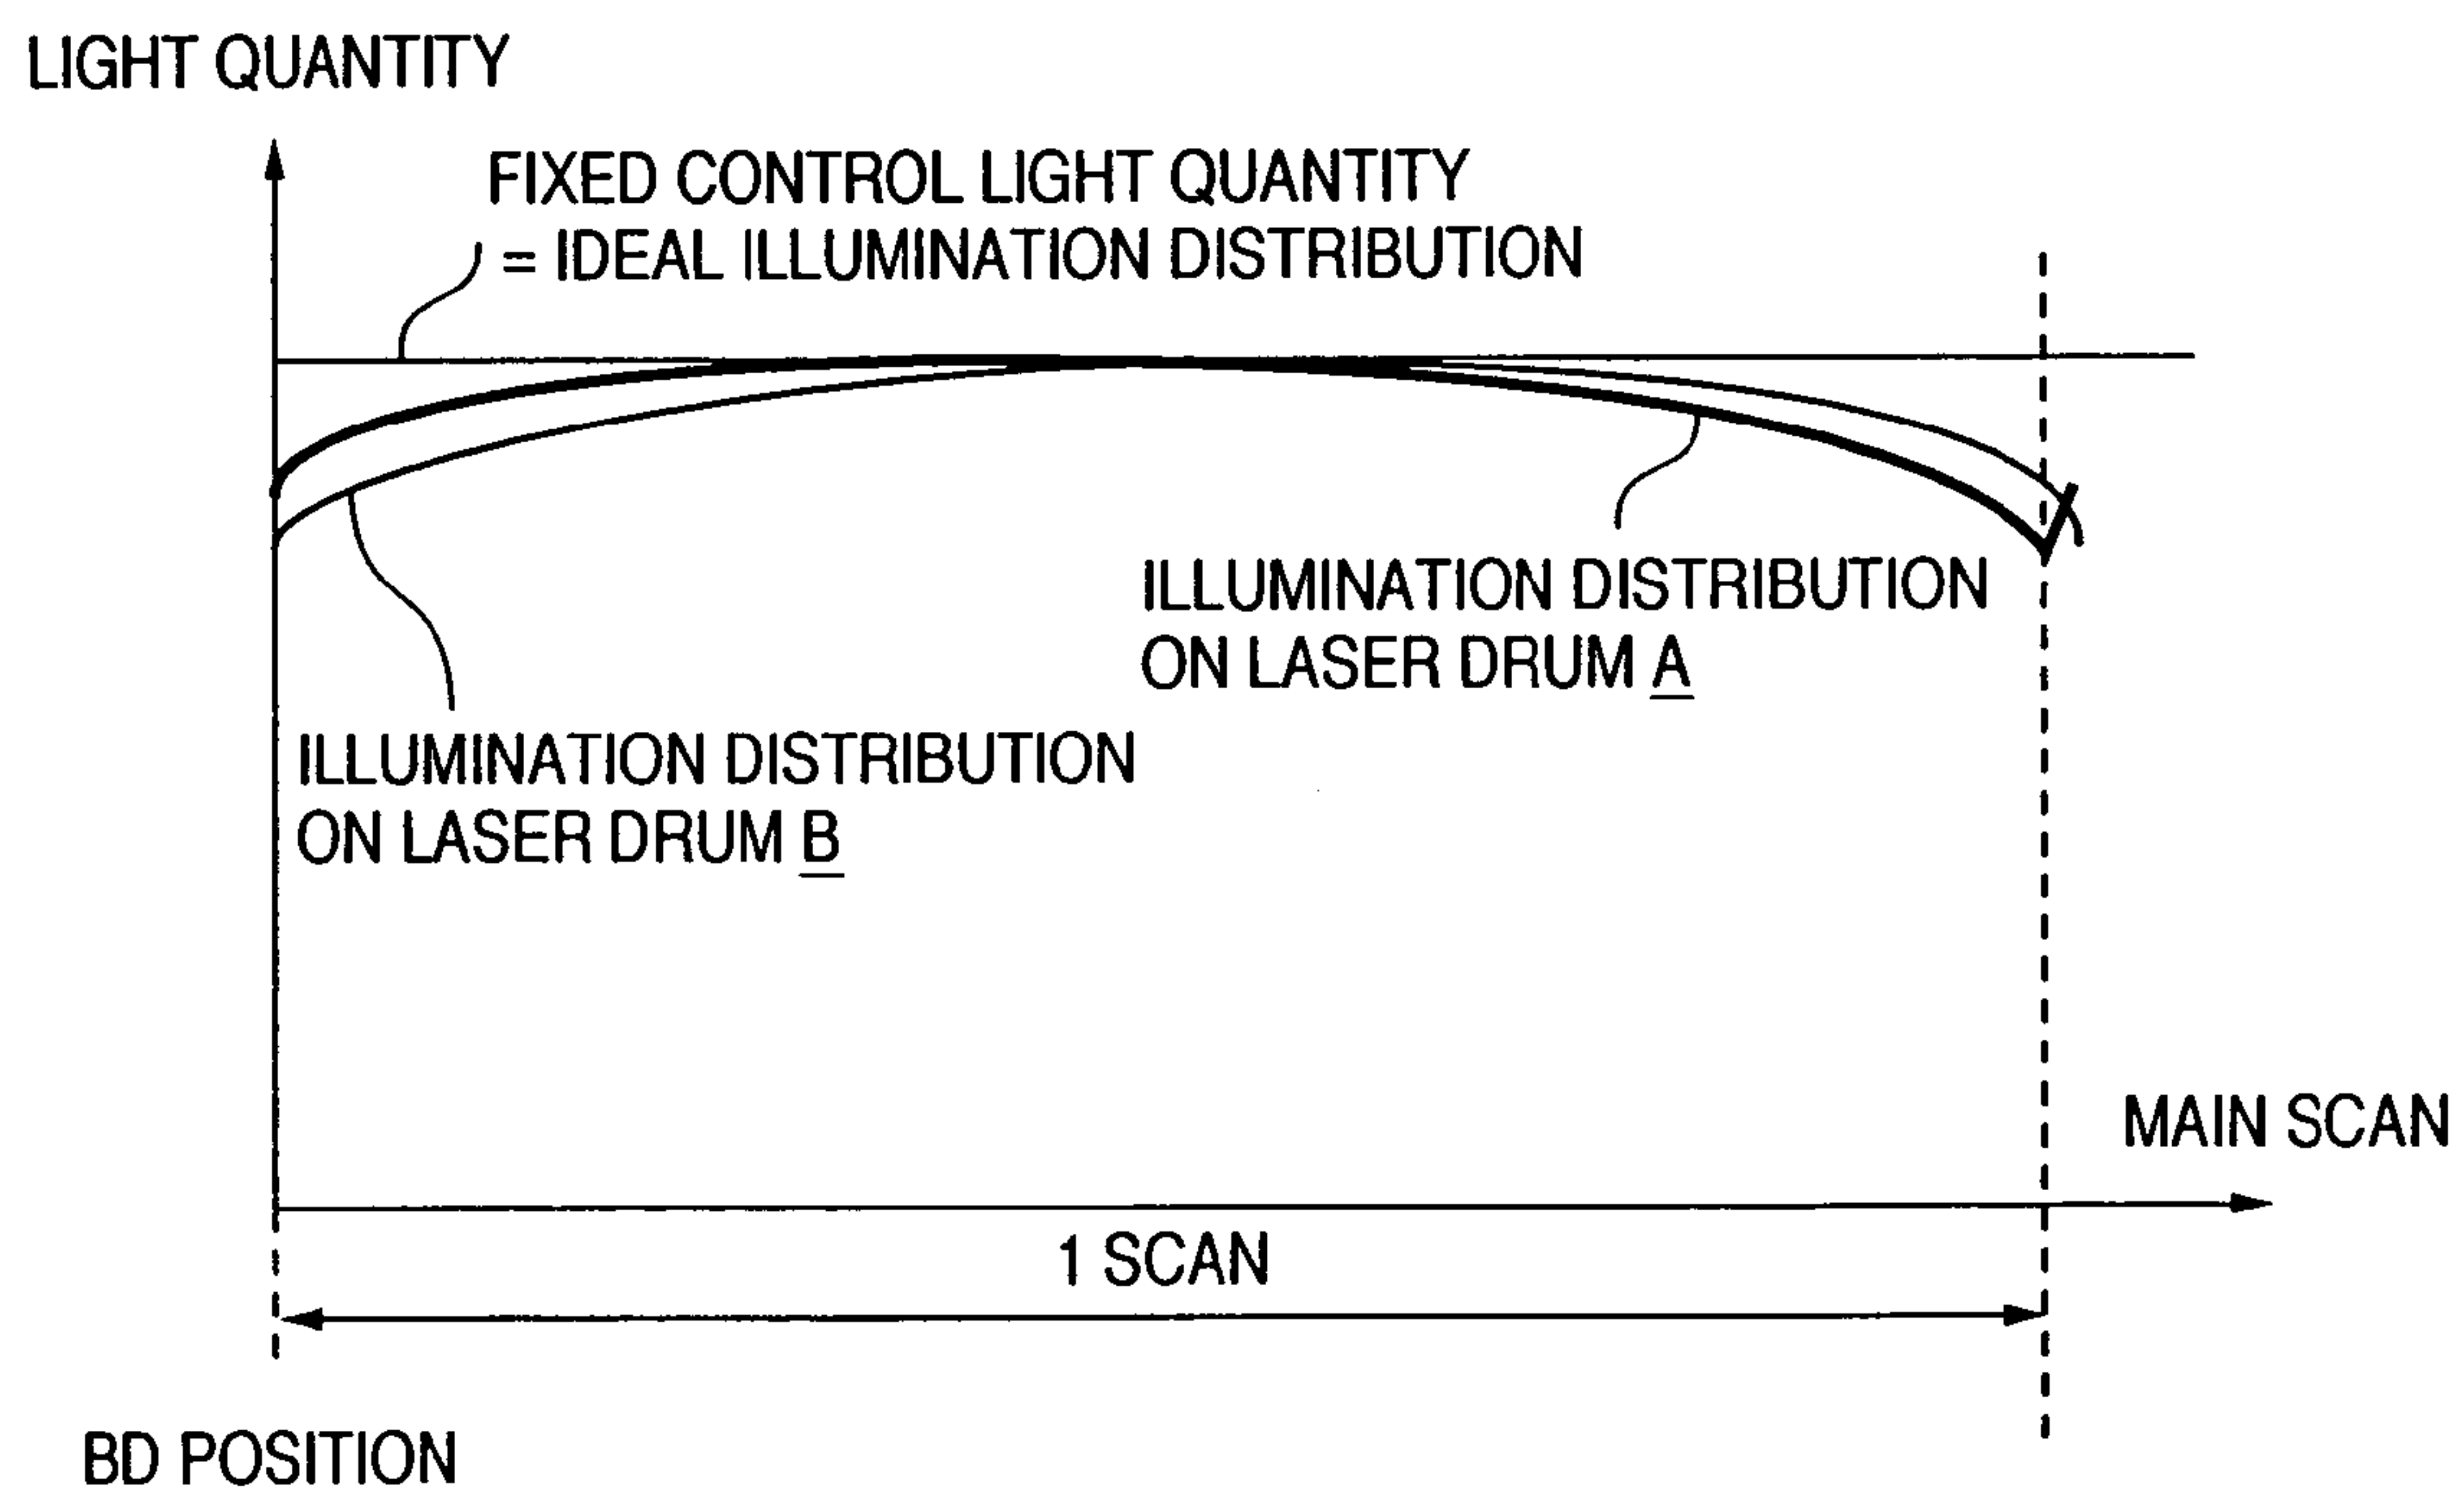 LIGHT QUANTITY
FIXED CONTROL LIGHT QUANTITY
= IDEAL ILLUMINATION DISTRIBUTION
ILLUMINATION DISTRIBUTION
ON LASER DRUM A
ILLUMINATION DISTRIBUTION
ON LASER DRUM B
MAIN SCAN
1 SCAN
BD POSITION